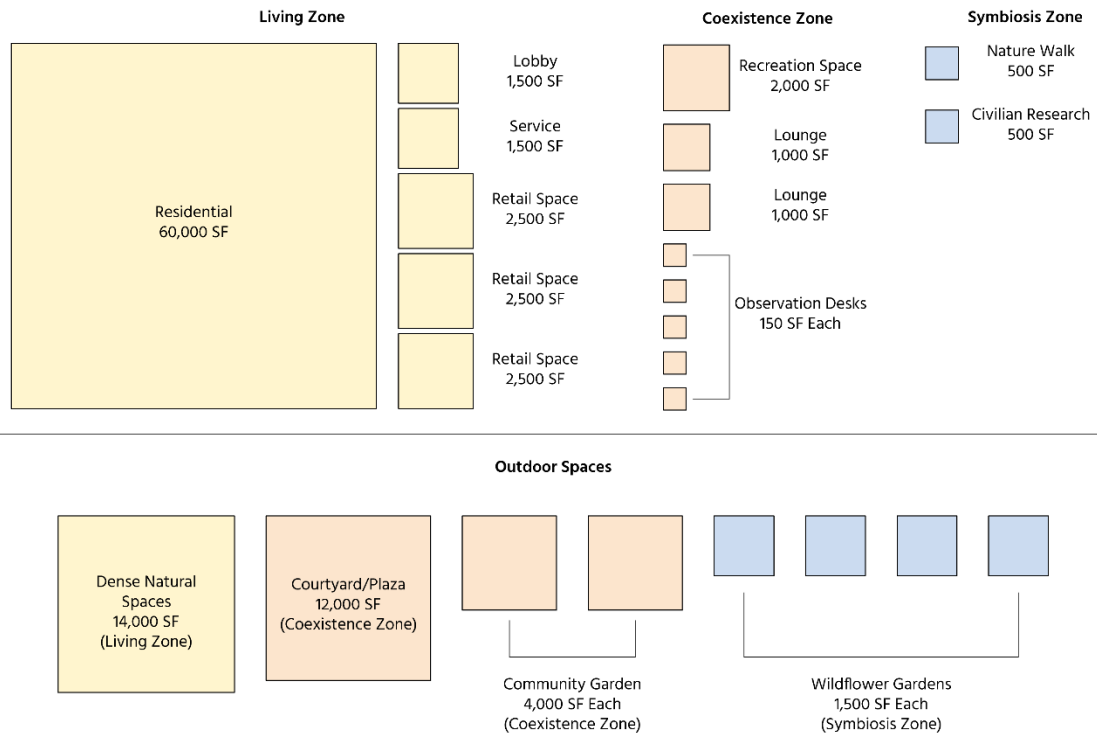 Living Zone
Coexistence Zone
Symbiosis Zone
Residential
60,000 SF
Lobby
1,500 SF
Service
1,500 SF
Retail Space
2,500 SF
Retail Space
2,500 SF
Retail Space
2,500 SF
Recreation Space
2,000 SF
Lounge
1,000 SF
Lounge
1,000 SF
Observation Desks
150 SF Each
Nature Walk
500 SF
Civilian Research
500 SF
Outdoor Spaces
Dense Natural
Spaces
14,000 SF
(Living Zone)
Courtyard/Plaza
12,000 SF
(Coexistence Zone)
Community Garden
4,000 SF Each
(Coexistence Zone)
Wildflower Gardens
1,500 SF Each
(Symbiosis Zone)